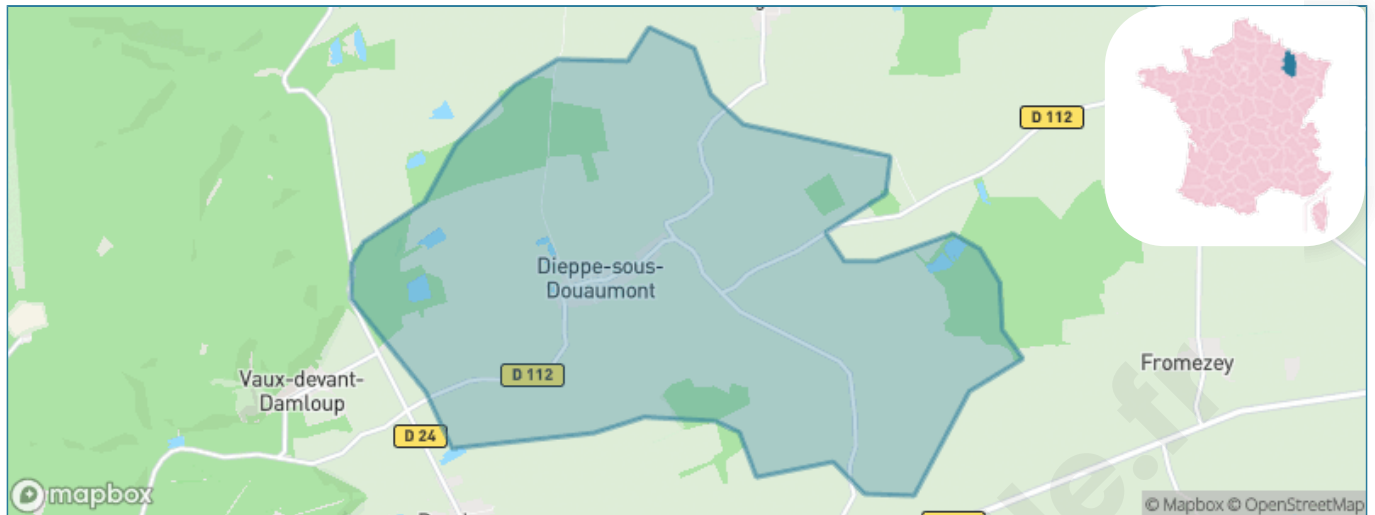 D 112
Dieppe-sous-
Douaumont
Fromezey
D 112
Vaux-devant-
Damloup
D 24
mapbox
© Mapbox © OpenStreetMap